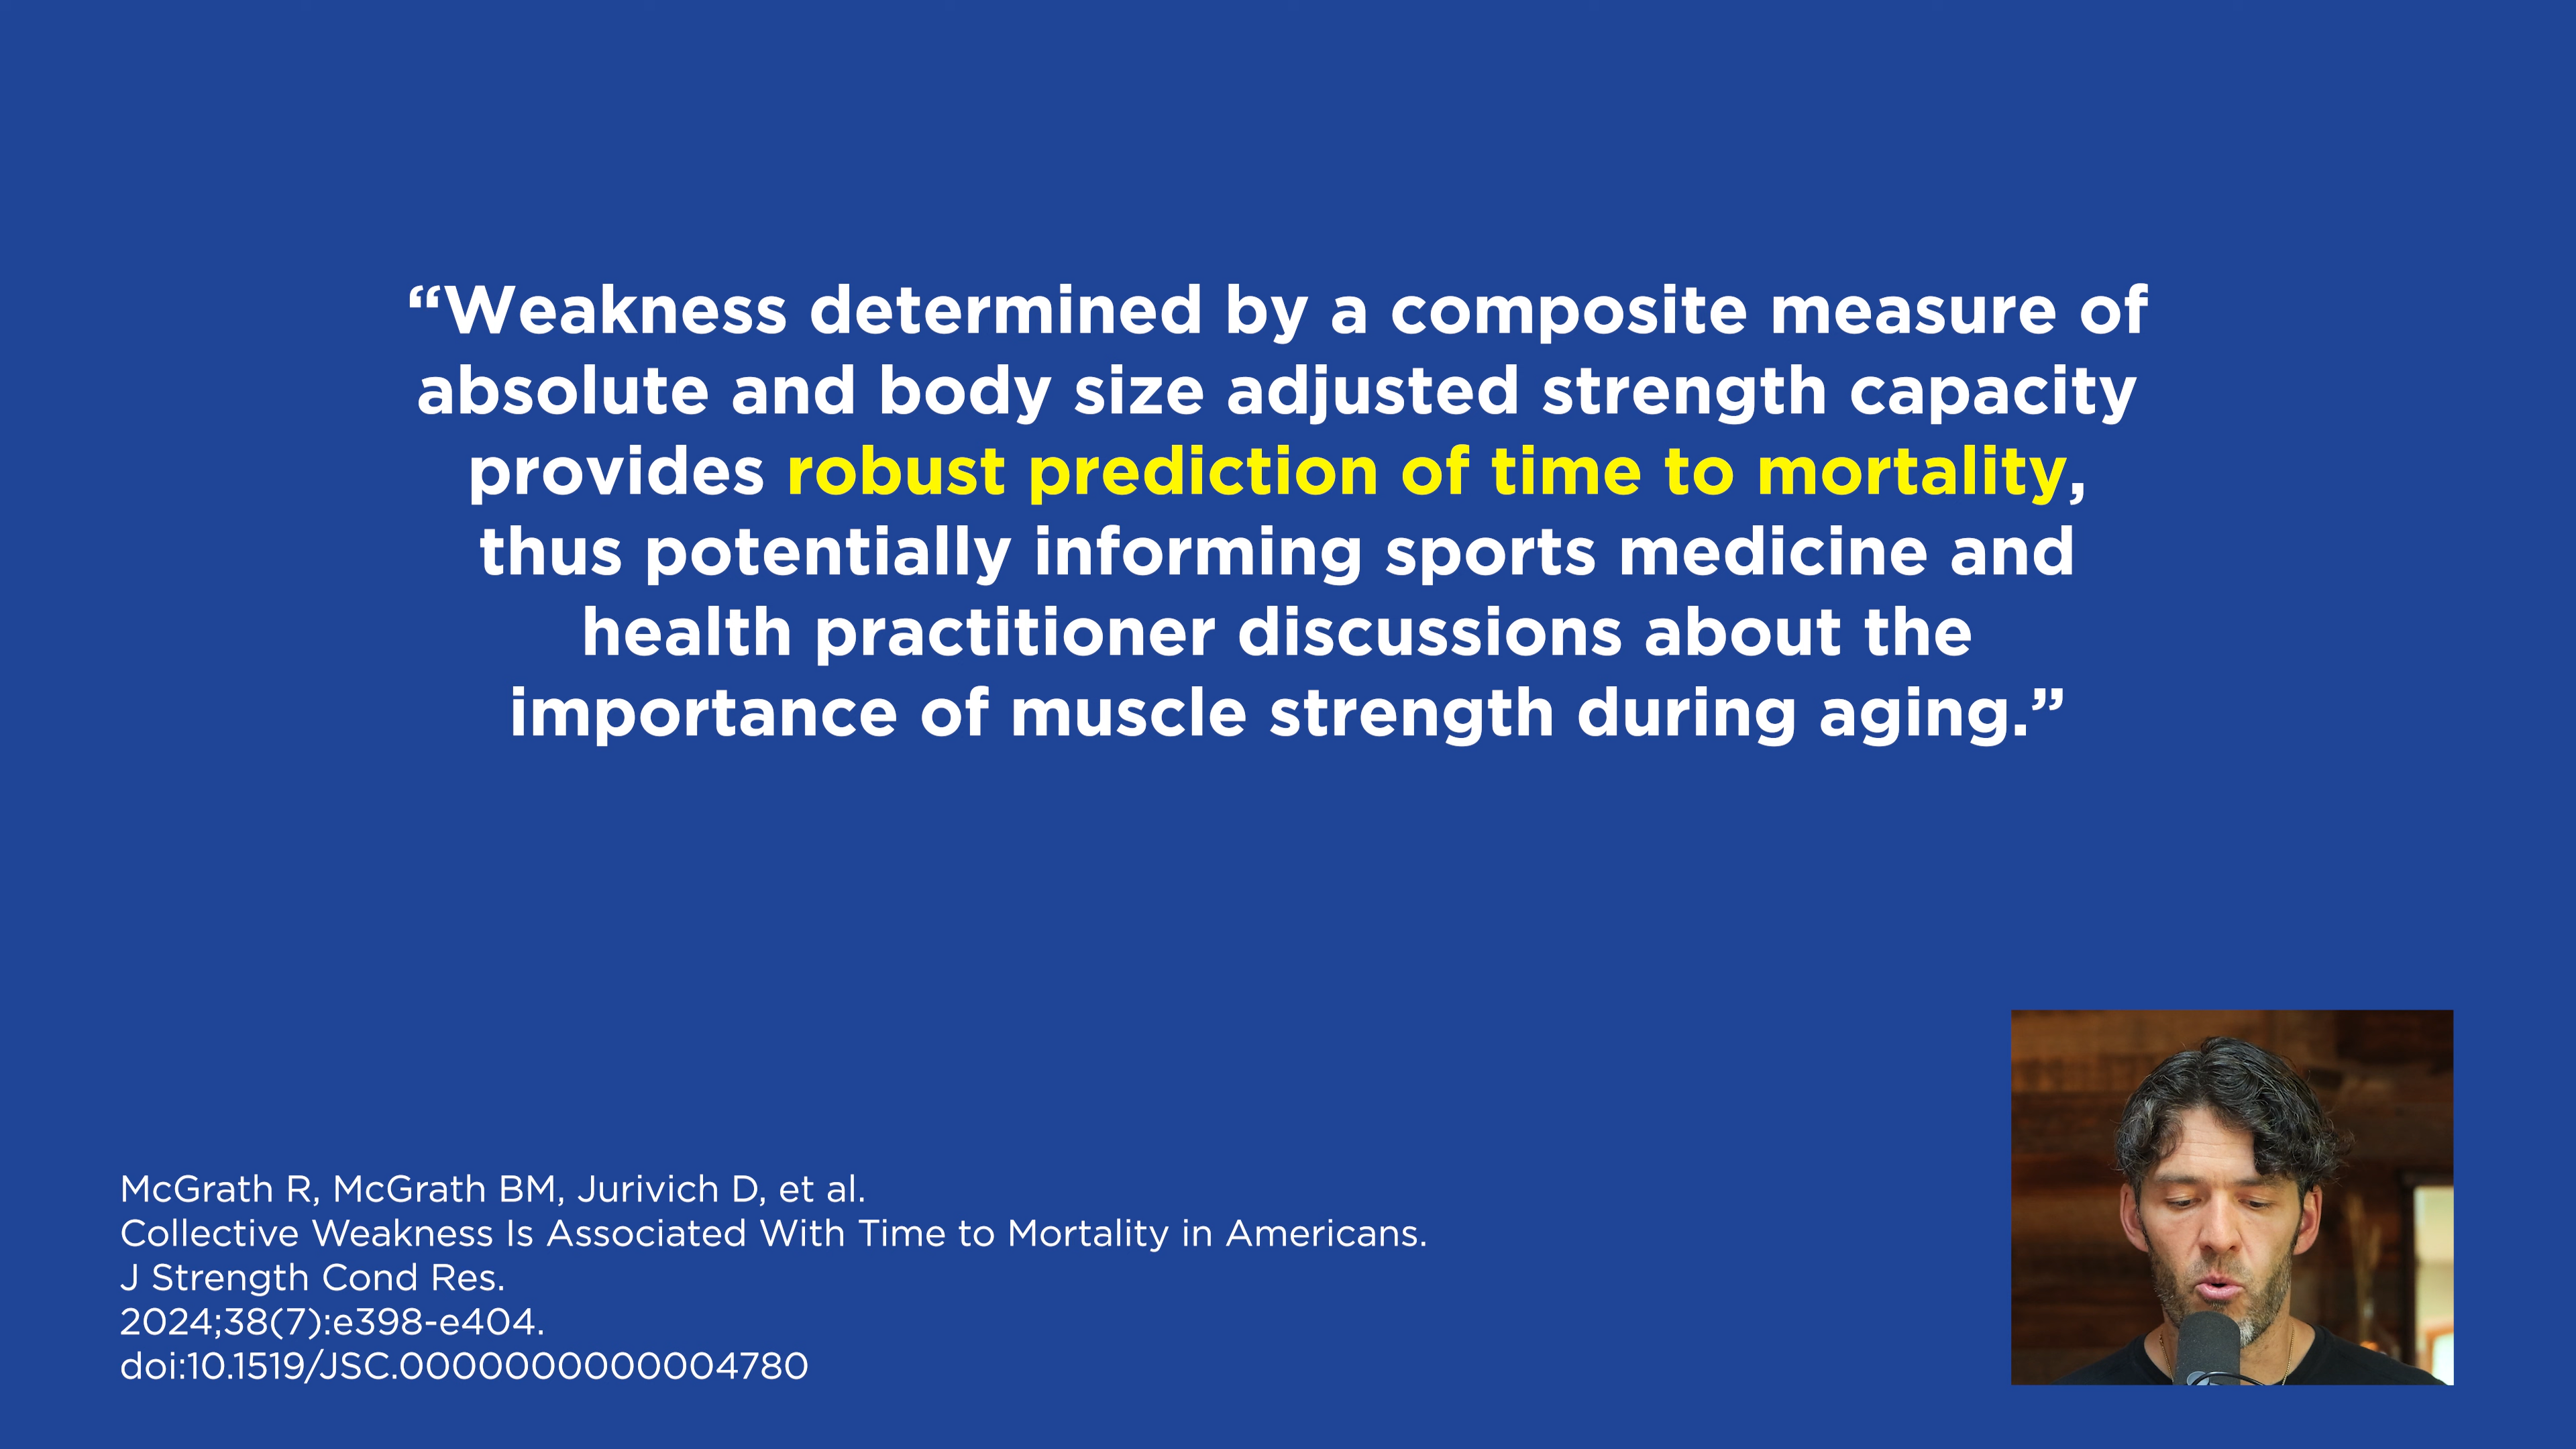 “Weakness determined by a composite measure of
absolute and body size adjusted strength capacity
provides robust prediction of time to mortality,
thus potentially informing sports medicine and
health practitioner discussions about the
importance of muscle strength during aging.”
McGrath R, McGrath BM, Jurivich D, et al.
Collective Weakness Is Associated With Time to Mortality in Americans.
J Strength Cond Res.
2024;38(7):e398-e404.
doi:10.1519/JSC.0000000000004780